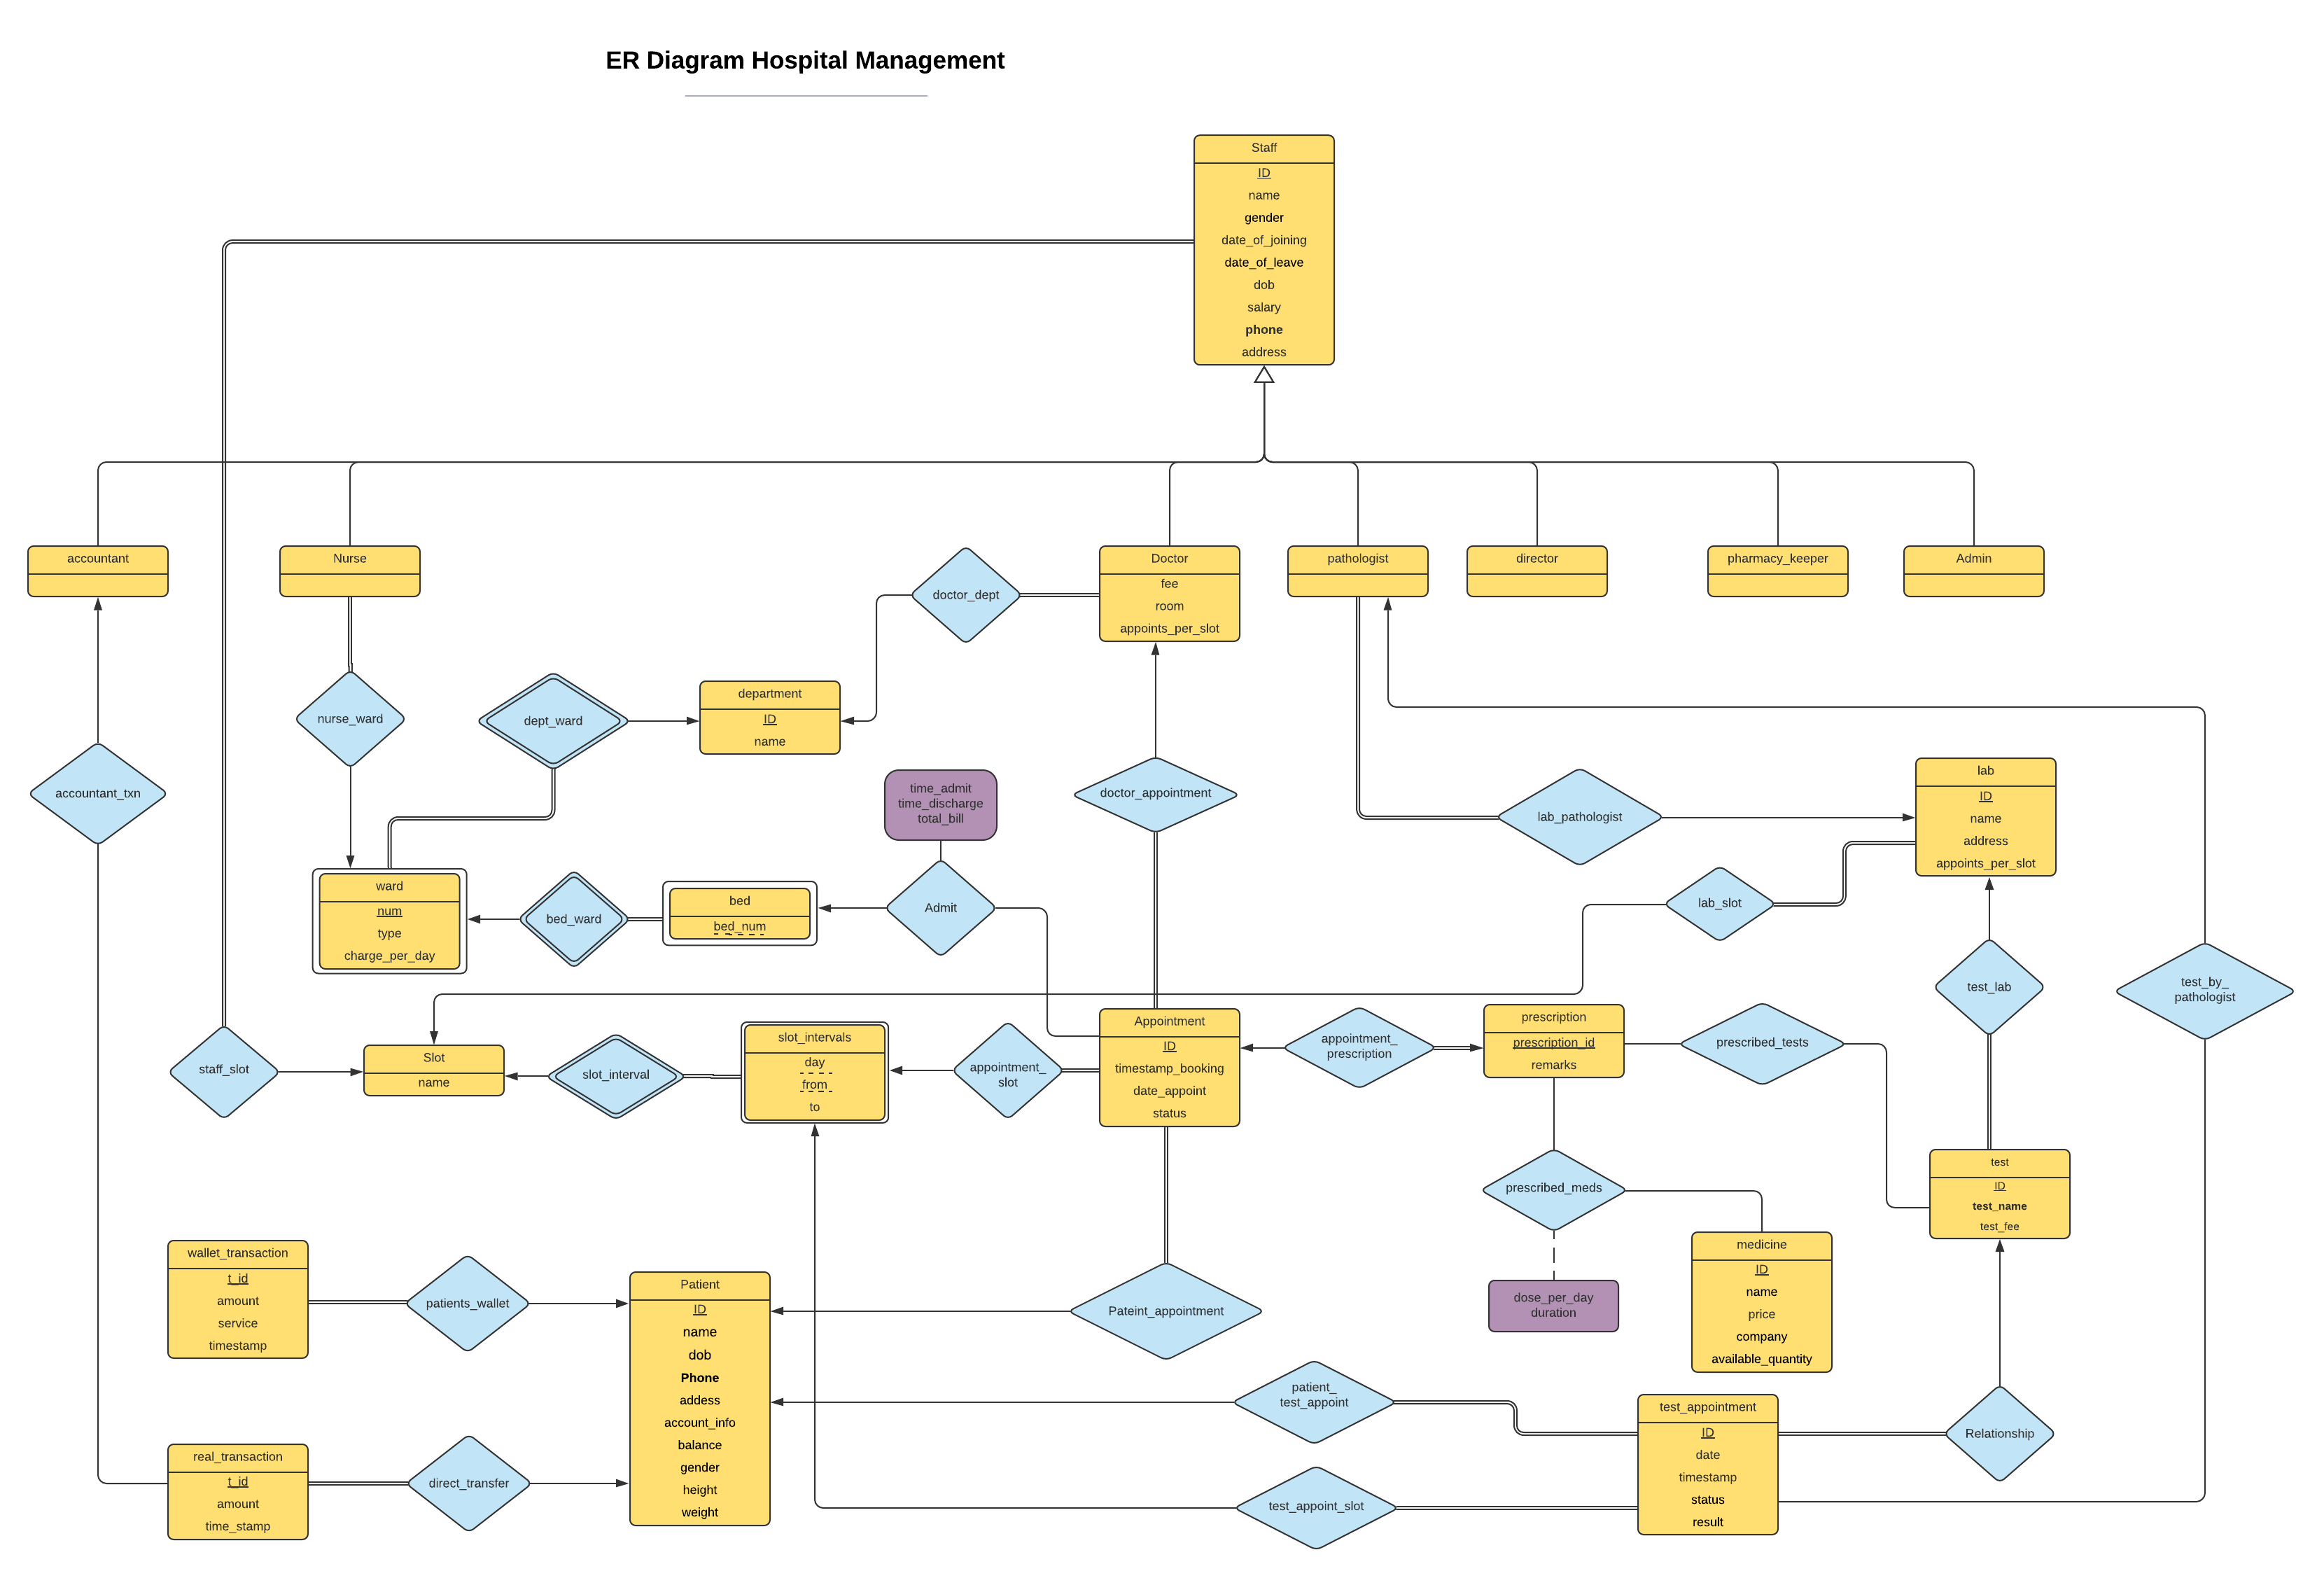 ER Diagram Hospital Management
Staff
ID
name
gender
date_of_joining
date_of_leave
dob
salary
phone
address
accountant
Nurse
Doctor
fee
room
appoints_per_slot
pathologist
director
pharmacy_keeper
Admin
doctor_dept
nurse_ward
dept_ward
department
ID
name
accountant_txn
time_admit
time_discharge
total_bill
doctor_appointment
lab_pathologist
lab
ID
name
address
appoints_per_slot
ward
num
type
charge_per_day
bed_ward
bed
bed_num
Admit
lab_slot
test_lab
test_by_
pathologist
staff_slot
Slot
name
slot_interval
slot_intervals
day
from
to
appointment_
slot
Appointment
ID
timestamp_booking
date_appoint
status
appointment_
prescription
prescription
prescription_id
remarks
prescribed_tests
test
ID
test_name
test_fee
prescribed_meds
dose_per_day
duration
medicine
ID
name
price
company
available_quantity
wallet_transaction
t_id
amount
service
timestamp
patients_wallet
Patient
ID
name
dob
Phone
addess
account_info
balance
gender
height
weight
Pateint_appointment
patient_
test_appoint
test_appointment
ID
date
timestamp
status
result
Relationship
real_transaction
t_id
amount
time_stamp
direct_transfer
test_appoint_slot